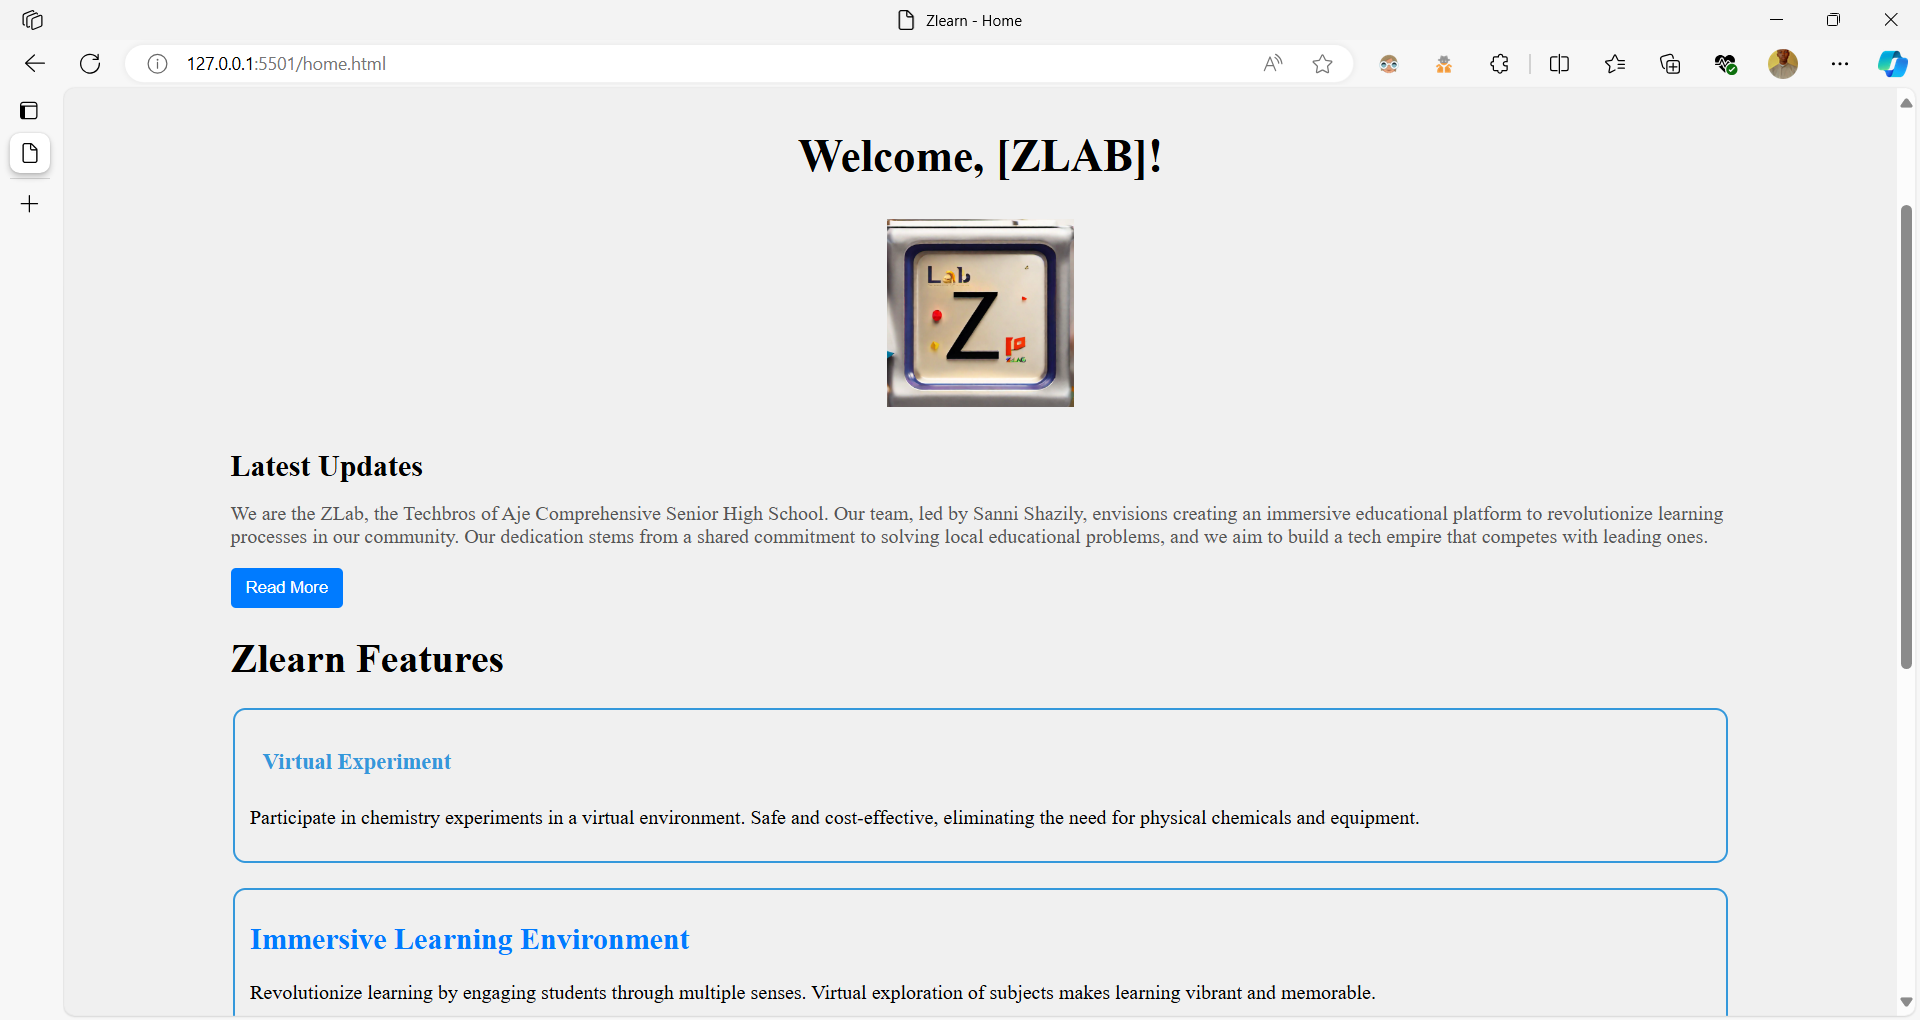 Zlearn - Home
127.0.0.1:5501/home.html
Welcome, [ZLAB]!
Lab
Z
Latest Updates
We are the ZLab, the Techbros of Aje Comprehensive Senior High School. Our team, led by Sanni Shazily, envisions creating an immersive educational platform to revolutionize learning
processes in our community. Our dedication stems from a shared commitment to solving local educational problems, and we aim to build a tech empire that competes with leading ones.
Read More
Zlearn Features
Virtual Experiment
Participate in chemistry experiments in a virtual environment. Safe and cost-effective, eliminating the need for physical chemicals and equipment.
Immersive Learning Environment
Revolutionize learning by engaging students through multiple senses. Virtual exploration of subjects makes learning vibrant and memorable.